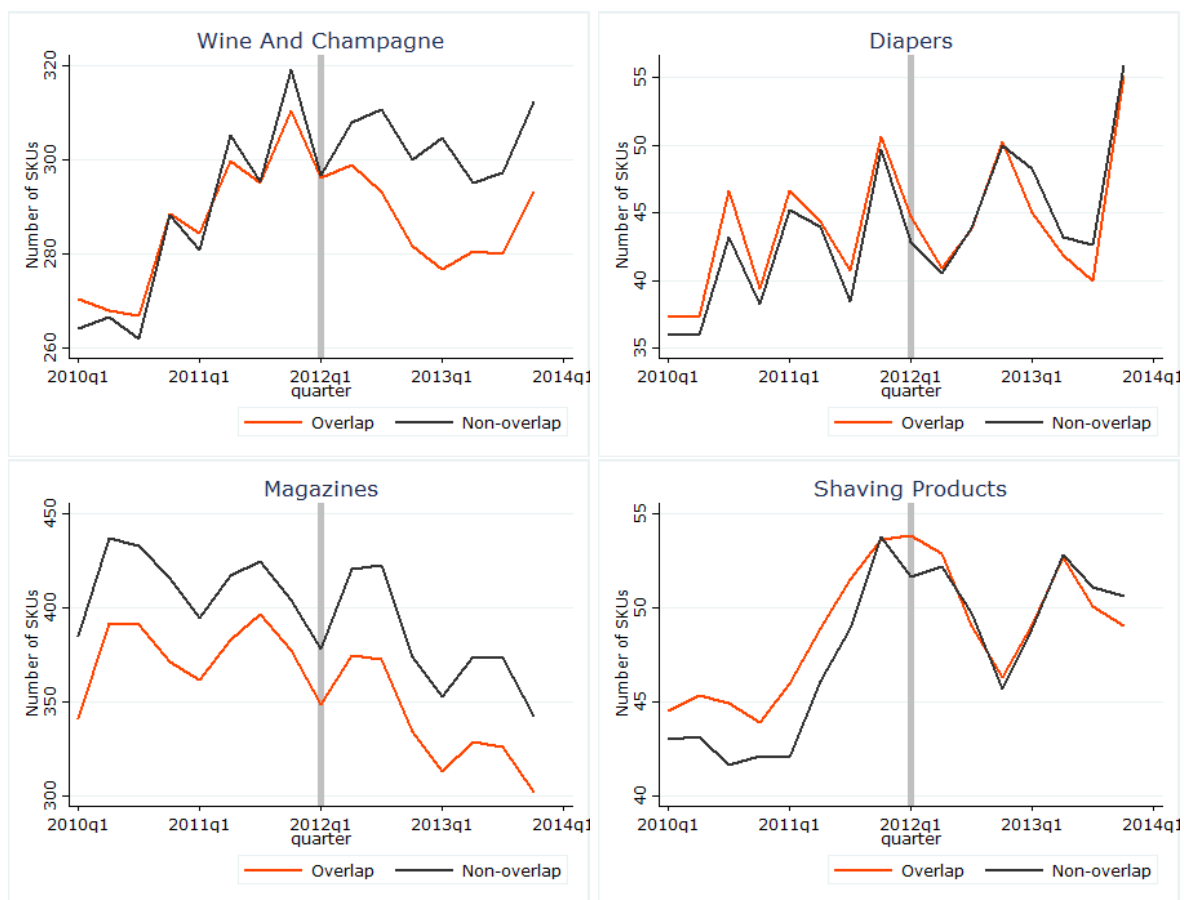 Wine And Champagne
Number of SKUs
320
300
280
260
2010q1 2011q1 2012q1 2013q1 2014q1
quarter
Overlap Non-overlap
Diapers
Number of SKUs
55
50
45
40
35
2010q1 2011q1 2012q1 2013q1 2014q1
quarter
Overlap Non-overlap
Magazines
Number of SKUs
450
400
350
300
2010q1 2011q1 2012q1 2013q1 2014q1
quarter
Overlap Non-overlap
Shaving Products
Number of SKUs
55
50
45
40
2010q1 2011q1 2012q1 2013q1 2014q1
quarter
Overlap Non-overlap